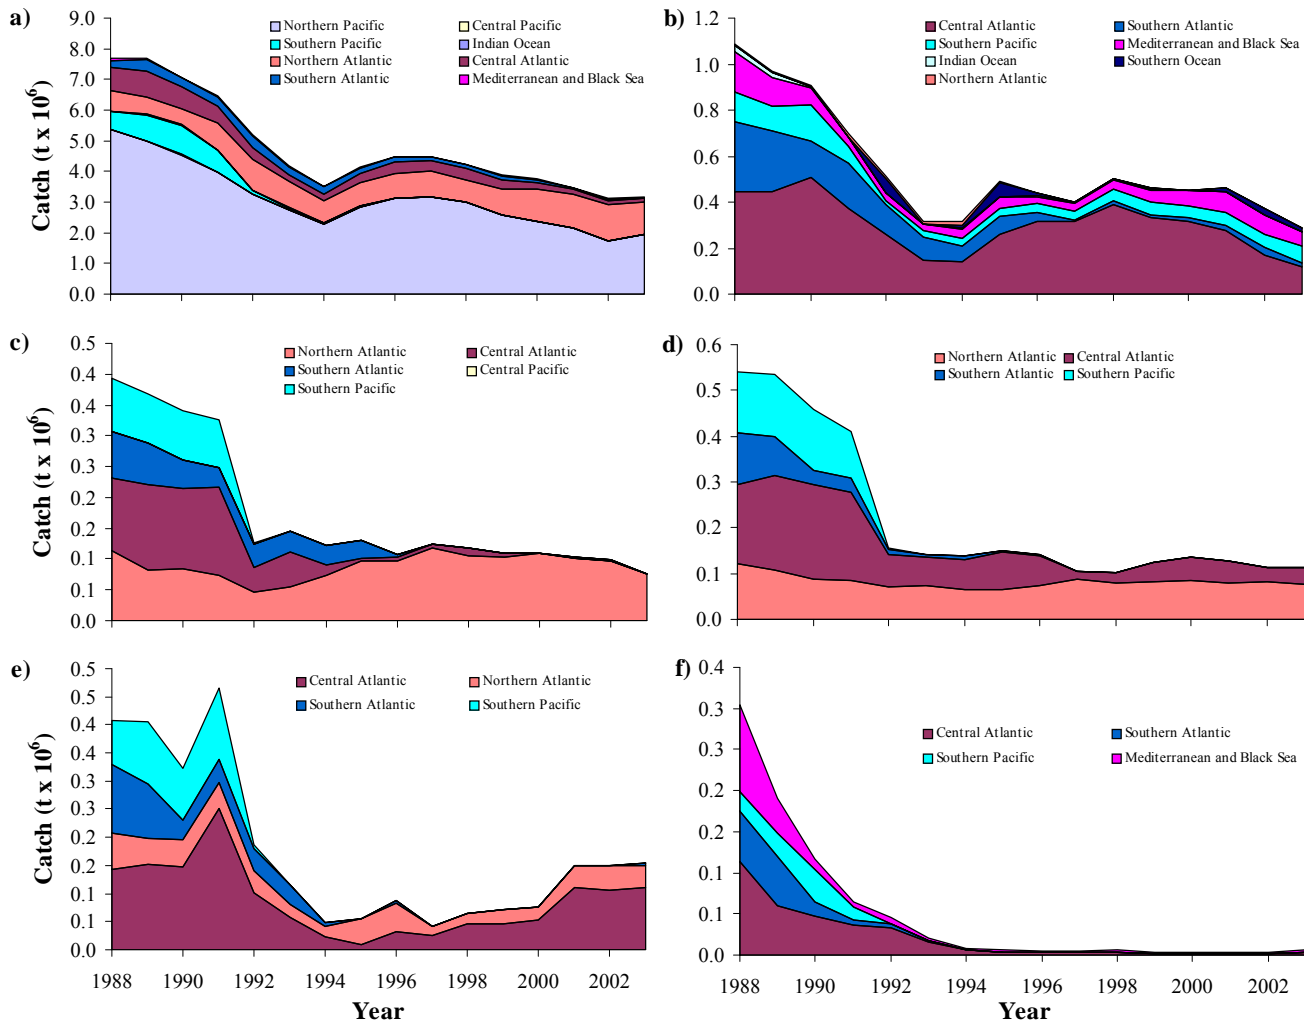 a)
Catch (t x 10⁶)
9.0
8.0
7.0
6.0
5.0
4.0
3.0
2.0
1.0
0.0
Northern Pacific
Central Pacific
Southern Pacific
Indian Ocean
Northern Atlantic
Central Atlantic
Southern Atlantic
Mediterranean and Black Sea
1988 1990 1992 1994 1996 1998 2000 2002
b)
1.2
1.0
0.8
0.6
0.4
0.2
0.0
Central Atlantic
Southern Atlantic
Southern Pacific
Mediterranean and Black Sea
Indian Ocean
Southern Ocean
Northern Atlantic
c)
Catch (t x 10⁶)
0.5
0.4
0.4
0.3
0.3
0.2
0.2
0.1
0.1
0.0
Northern Atlantic
Central Atlantic
Southern Atlantic
Central Pacific
Southern Pacific
d)
0.6
0.5
0.4
0.3
0.2
0.1
0.0
Northern Atlantic
Central Atlantic
Southern Atlantic
Southern Pacific
e)
Catch (t x 10⁶)
0.5
0.5
0.4
0.4
0.3
0.3
0.2
0.2
0.1
0.1
0.0
Central Atlantic
Northern Atlantic
Southern Atlantic
Southern Pacific
Year
f)
0.4
0.3
0.3
0.2
0.2
0.1
0.1
0.0
Central Atlantic
Southern Atlantic
Southern Pacific
Mediterranean and Black Sea
1988 1990 1992 1994 1996 1998 2000 2002
Year